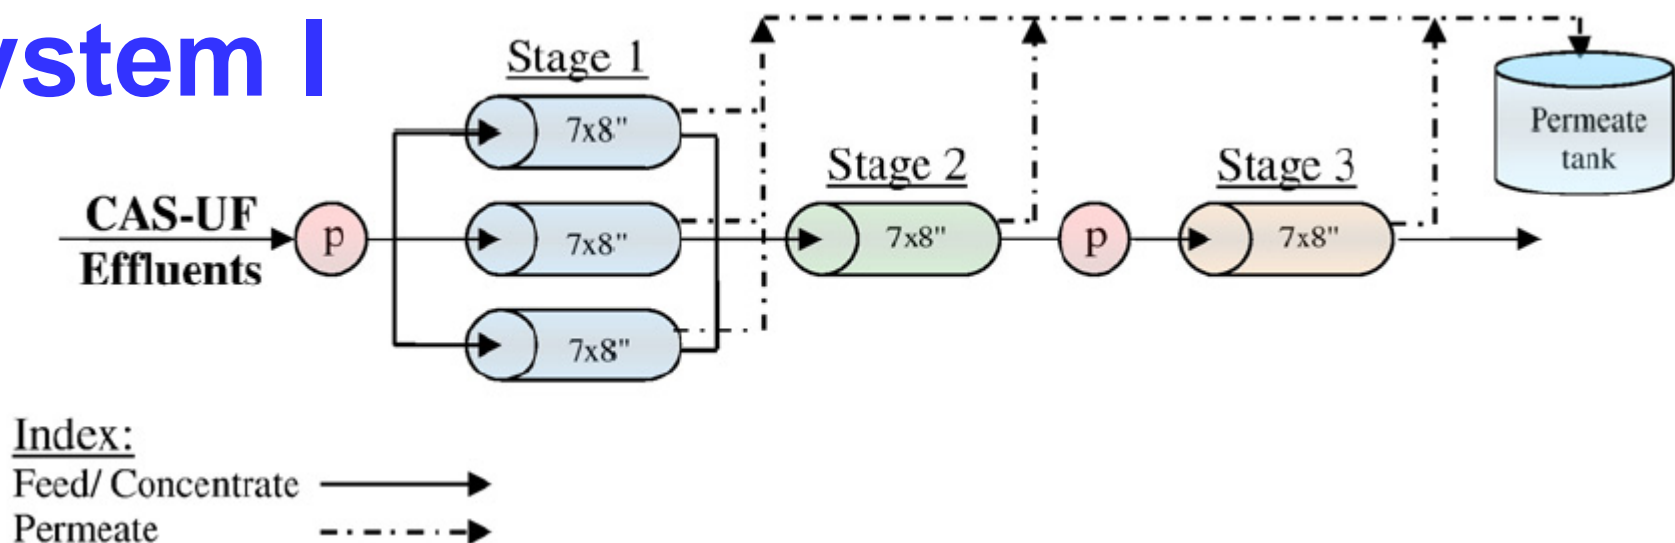 ystem I
Stage 1
7x8"
7x8"
7x8"
CAS-UF
Effluents
p
Stage 2
7x8"
p
Stage 3
7x8"
Permeate
tank
Index:
Feed/ Concentrate
Permeate